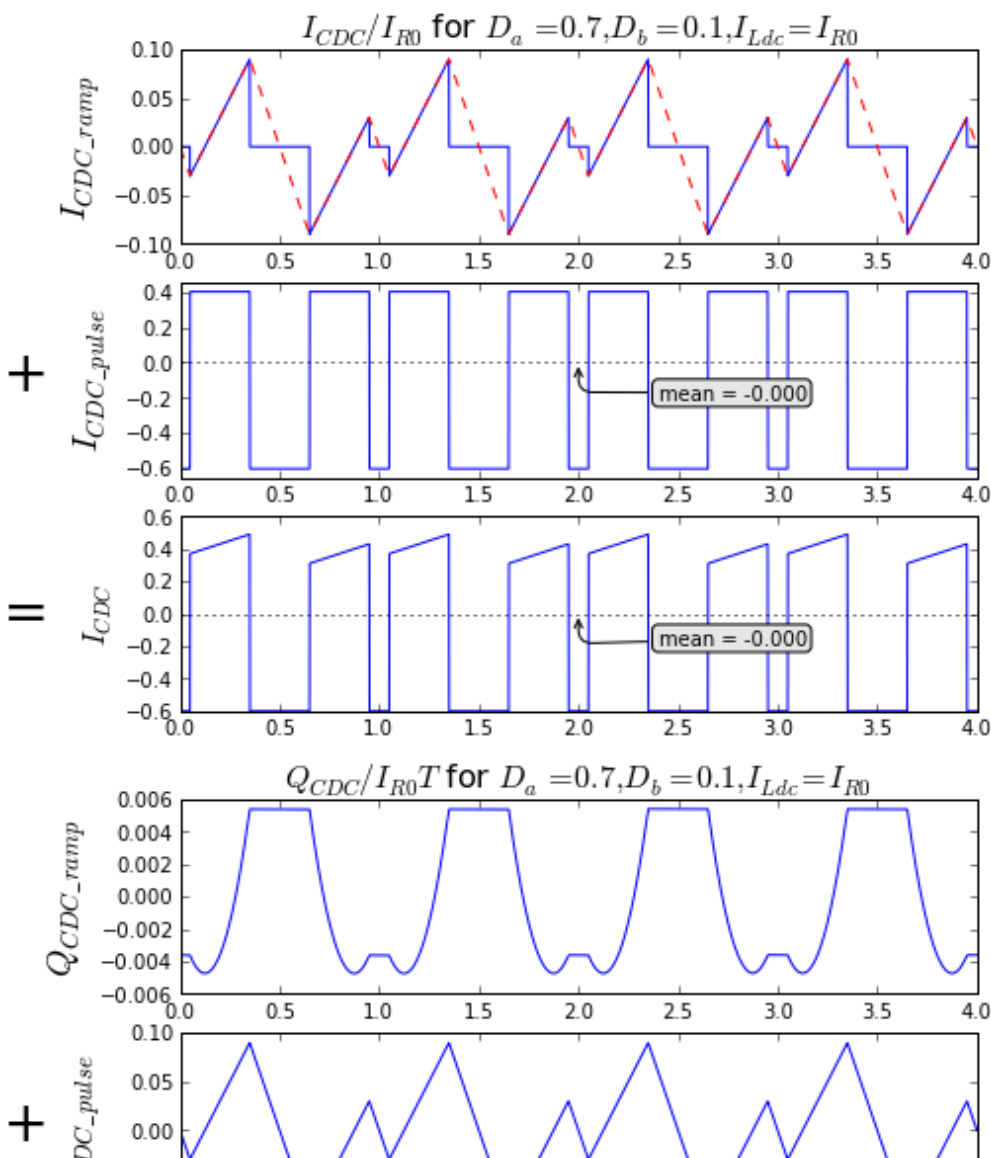 I_CDC/I_R0 for D_a =0.7,D_b =0.1,I_Ldc=I_R0
I_CDC_ramp
0.10
0.05
0.00
−0.05
−0.10
0.0 0.5 1.0 1.5 2.0 2.5 3.0 3.5 4.0
+
I_CDC_pulse
0.4
0.2
0.0
−0.2
−0.4
−0.6
mean = -0.000
0.0 0.5 1.0 1.5 2.0 2.5 3.0 3.5 4.0
=
I_CDC
0.6
0.4
0.2
0.0
−0.2
−0.4
−0.6
mean = -0.000
0.0 0.5 1.0 1.5 2.0 2.5 3.0 3.5 4.0
Q_CDC/I_R0T for D_a =0.7,D_b =0.1,I_Ldc=I_R0
Q_CDC_ramp
0.006
0.004
0.002
0.000
−0.002
−0.004
−0.006
0.0 0.5 1.0 1.5 2.0 2.5 3.0 3.5 4.0
+
DC_pulse
0.10
0.05
0.00